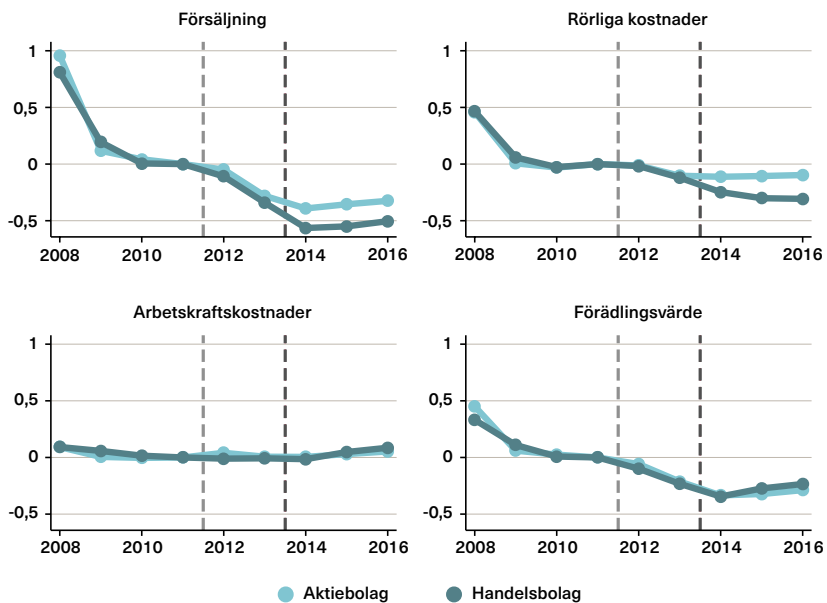 Försäljning
1
0,5
0
-0,5
2008 2010 2012 2014 2016
Rörliga kostnader
1
0,5
0
-0,5
2008 2010 2012 2014 2016
Arbetskraftskostnader
1
0,5
0
-0,5
2008 2010 2012 2014 2016
Förädlingsvärde
1
0,5
0
-0,5
2008 2010 2012 2014 2016
Aktiebolag Handelsbolag